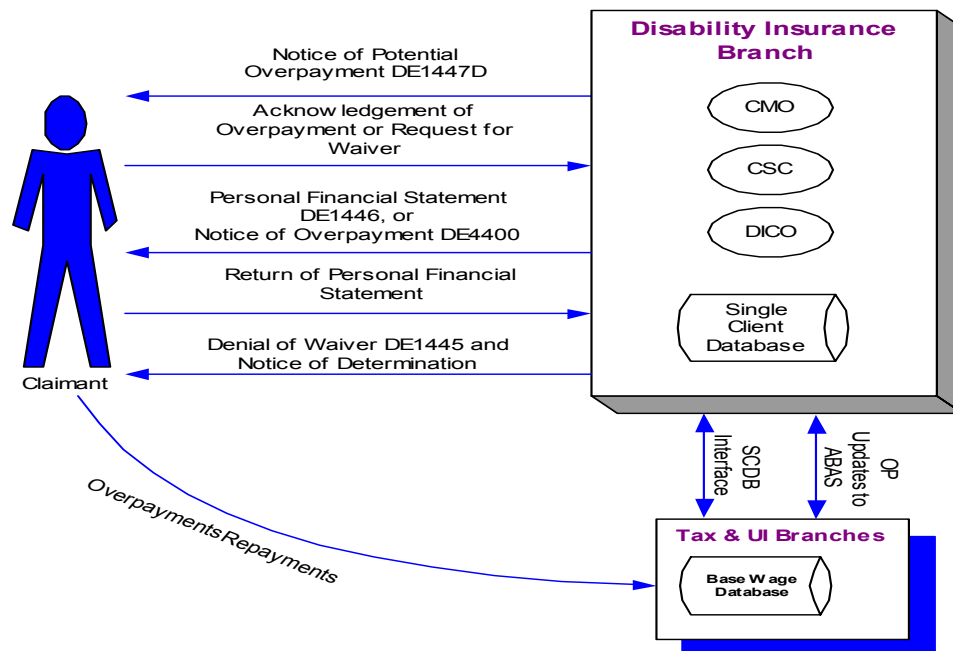 Disability Insurance
Branch
Notice of Potential
Overpayment DE1447D
CMO
Acknow ledgement of
Overpayment or Request for
Waiver
CSC
Personal Financial Statement
DE1446, or
Notice of Overpayment DE4400
DICO
Return of Personal Financial
Statement
Single
Client
Database
Denial of Waiver DE1445 and
Notice of Determination
Claimant
SCDB
Interface
OP
Updates to
ABAS
Overpayments Repayments
Tax & UI Branches
Base Wage
Database